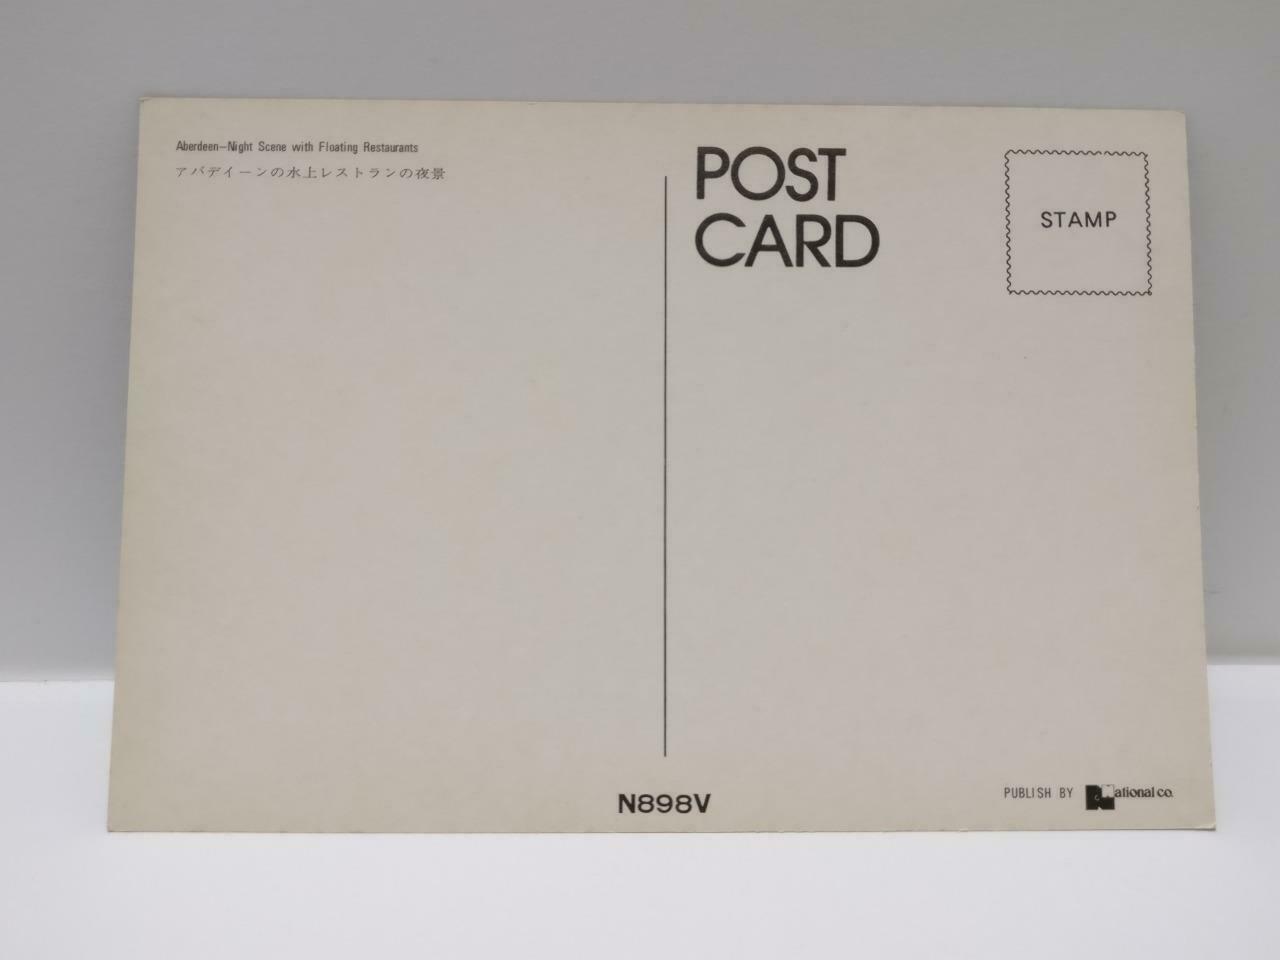 Aberdeen—Night Scene with Floating Restaurants
アバデイーンの水上レストランの夜景
POST
CARD
STAMP
N898V
PUBLISH BY National co.